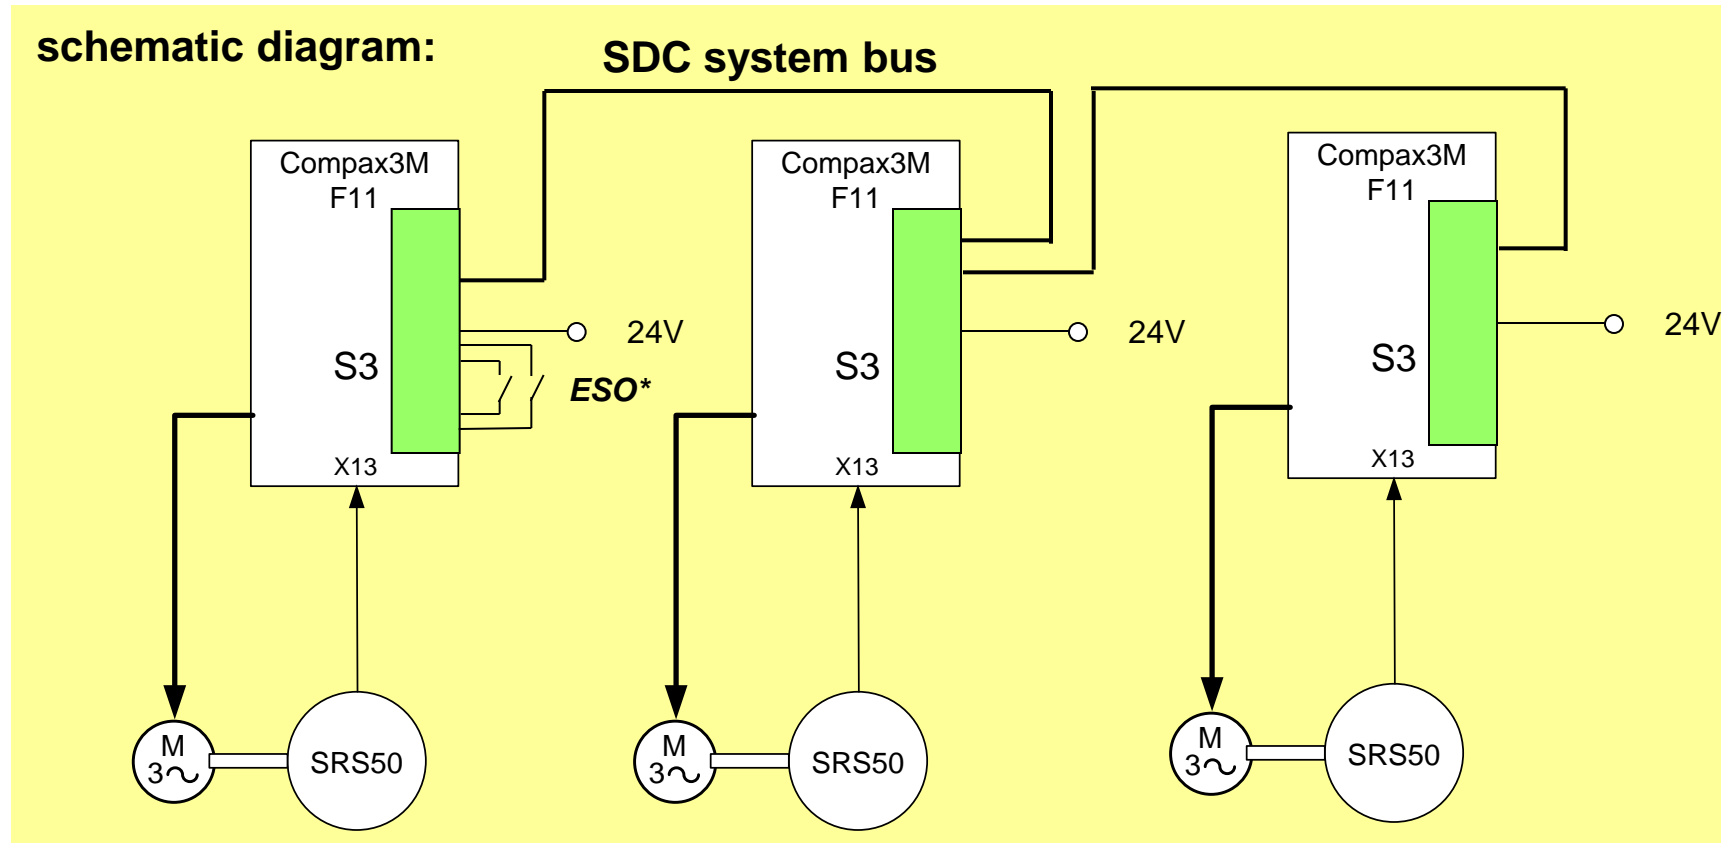 schematic diagram:
SDC system bus
Compax3M
F11
S3
X13
24V
ESO*
M
3
SRS50
Compax3M
F11
S3
X13
24V
M
3
SRS50
Compax3M
F11
S3
X13
24V
M
3
SRS50